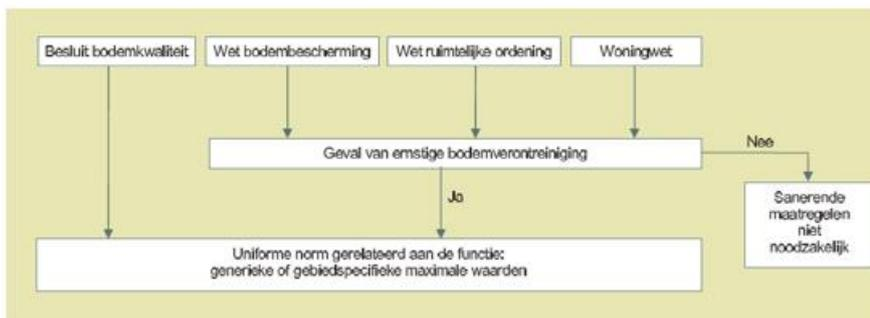 Besluit bodemkwaliteit
Wet bodembescherming
Wet ruimtelijke ordening
Woningwet
Geval van ernstige bodemverontreiniging
Nee
Ja
Sanerende
maatregelen
niet
noodzakelijk
Uniforme norm gerelateerd aan de functie:
generieke of gebiedspecifieke maximale waarden